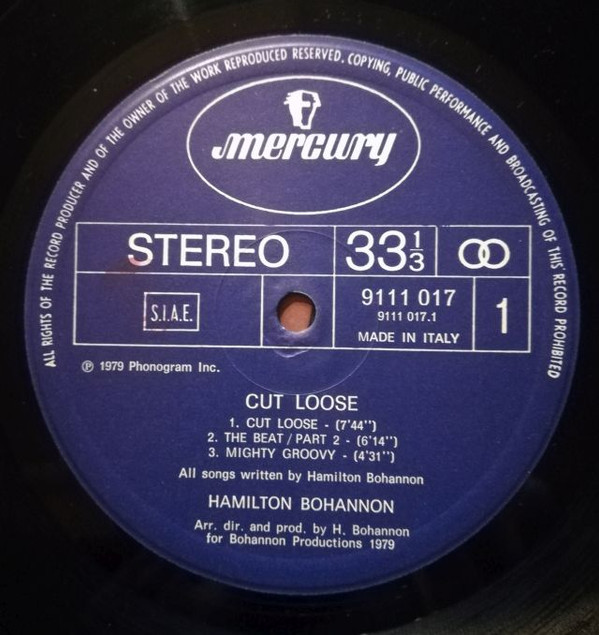 ALL RIGHTS OF THE RECORD PRODUCER AND OF THE OWNER OF THE WORK REPRODUCED RESERVED. COPYING, PUBLIC PERFORMANCE AND BROADCASTING OF THIS RECORD PROHIBITED
mercury
STEREO
33 1/3
S.I.A.E.
9111 017
9111 017.1
MADE IN ITALY
1
℗ 1979 Phonogram Inc.
CUT LOOSE
1. CUT LOOSE - (7'44'')
2. THE BEAT / PART 2 - (6'14'')
3. MIGHTY GROOVY - (4'31'')
All songs written by Hamilton Bohannon
HAMILTON BOHANNON
Arr. dir. and prod. by H. Bohannon
for Bohannon Productions 1979